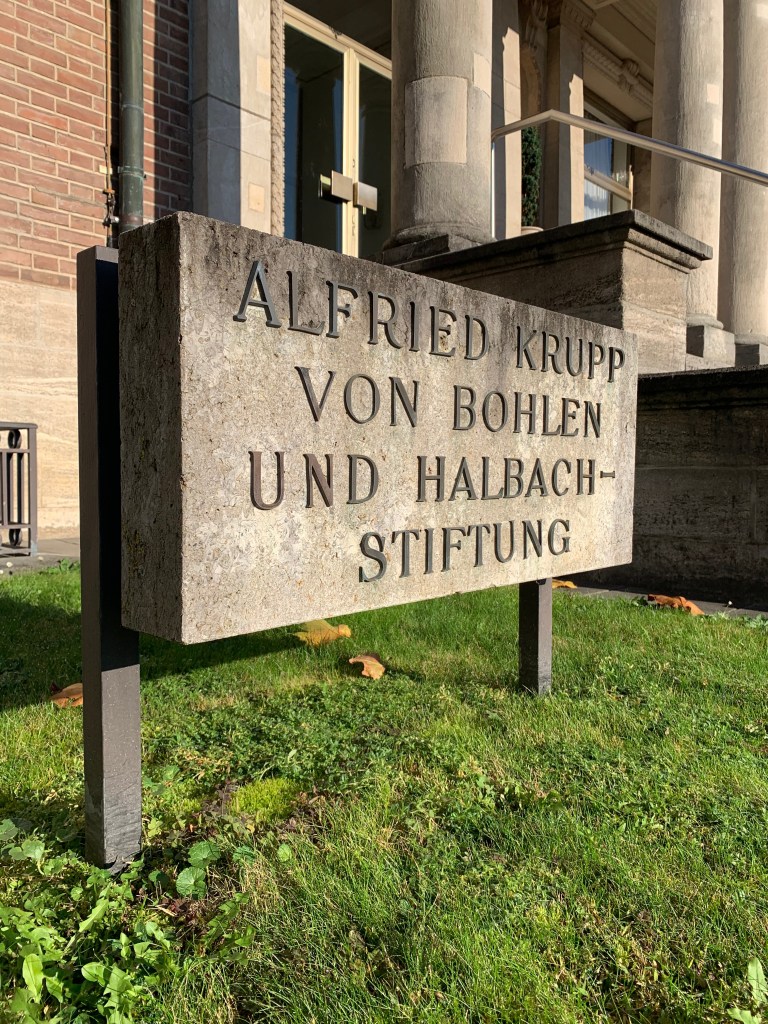 ALFRIED KRUPP
VON BOHLEN
UND HALBACH-
STIFTUNG